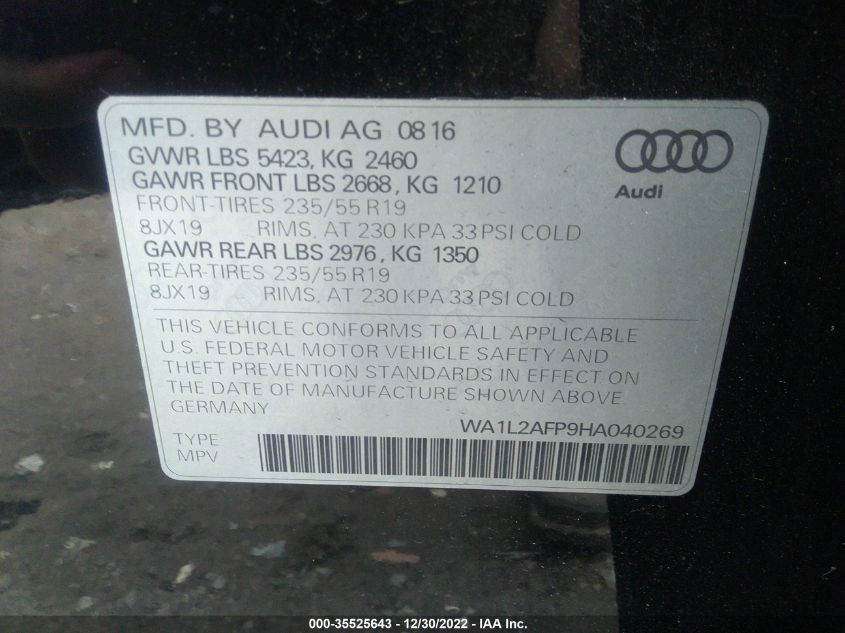 MFD. BY AUDI AG 08 16
GVWR LBS 5423, KG 2460
GAWR FRONT LBS 2668, KG 1210
FRONT-TIRES 235/55 R19
8JX19 RIMS, AT 230 KPA 33 PSI COLD
GAWR REAR LBS 2976, KG 1350
REAR-TIRES 235/55 R19
8JX19 RIMS, AT 230 KPA 33 PSI COLD
Audi
THIS VEHICLE CONFORMS TO ALL APPLICABLE
U.S. FEDERAL MOTOR VEHICLE SAFETY AND
THEFT PREVENTION STANDARDS IN EFFECT ON
THE DATE OF MANUFACTURE SHOWN ABOVE
GERMANY
WA1L2AFP9HA040269
TYPE
MPV
000-35525643 - 12/30/2022 - IAA Inc.